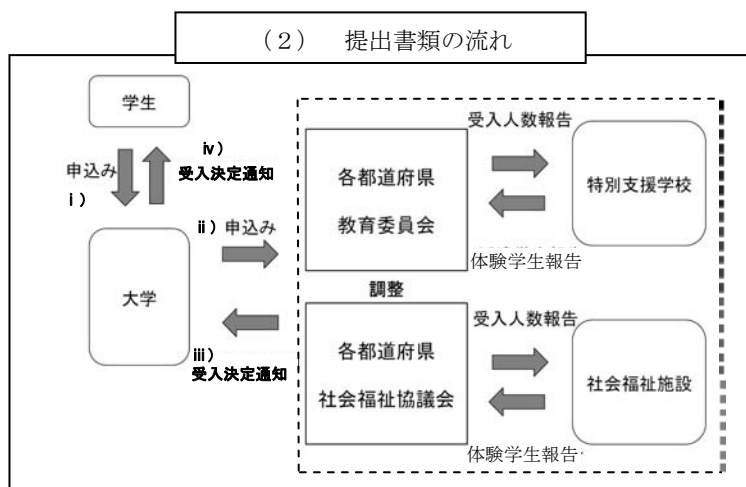 （２）　提出書類の流れ
学生
申込み
ⅰ）
ⅳ）
受入決定通知
大学
ⅱ）申込み
ⅲ）
受入決定通知
各都道府県
教育委員会
調整
各都道府県
社会福祉協議会
受入人数報告
特別支援学校
体験学生報告
受入人数報告
社会福祉施設
体験学生報告